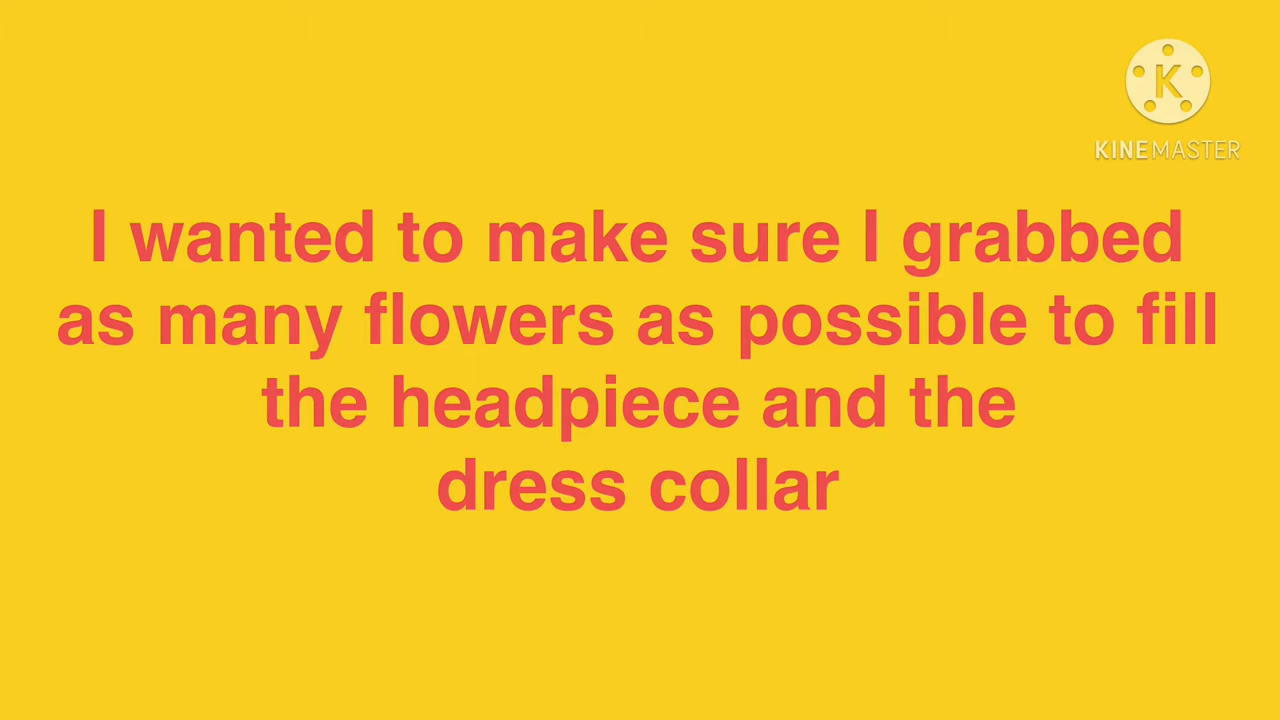 K
KINEMASTER
I wanted to make sure I grabbed
as many flowers as possible to fill
the headpiece and the
dress collar